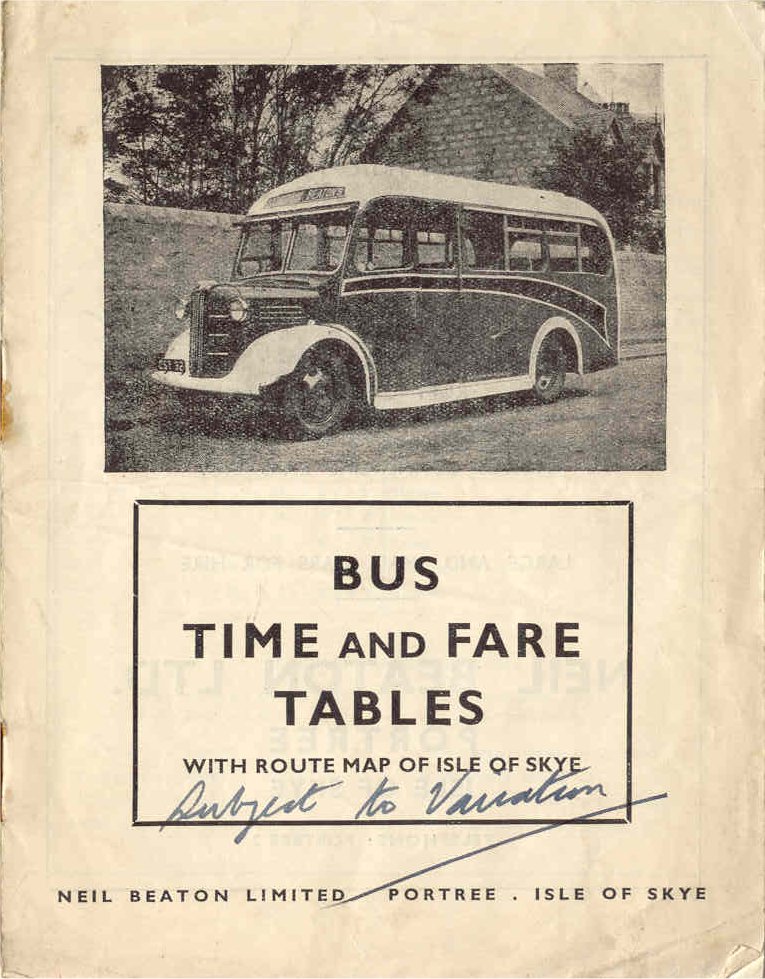 BEATON'S
BUS
TIME AND FARE
TABLES
WITH ROUTE MAP OF ISLE OF SKYE
Subject to Variation
NEIL BEATON LIMITED . PORTREE . ISLE OF SKYE